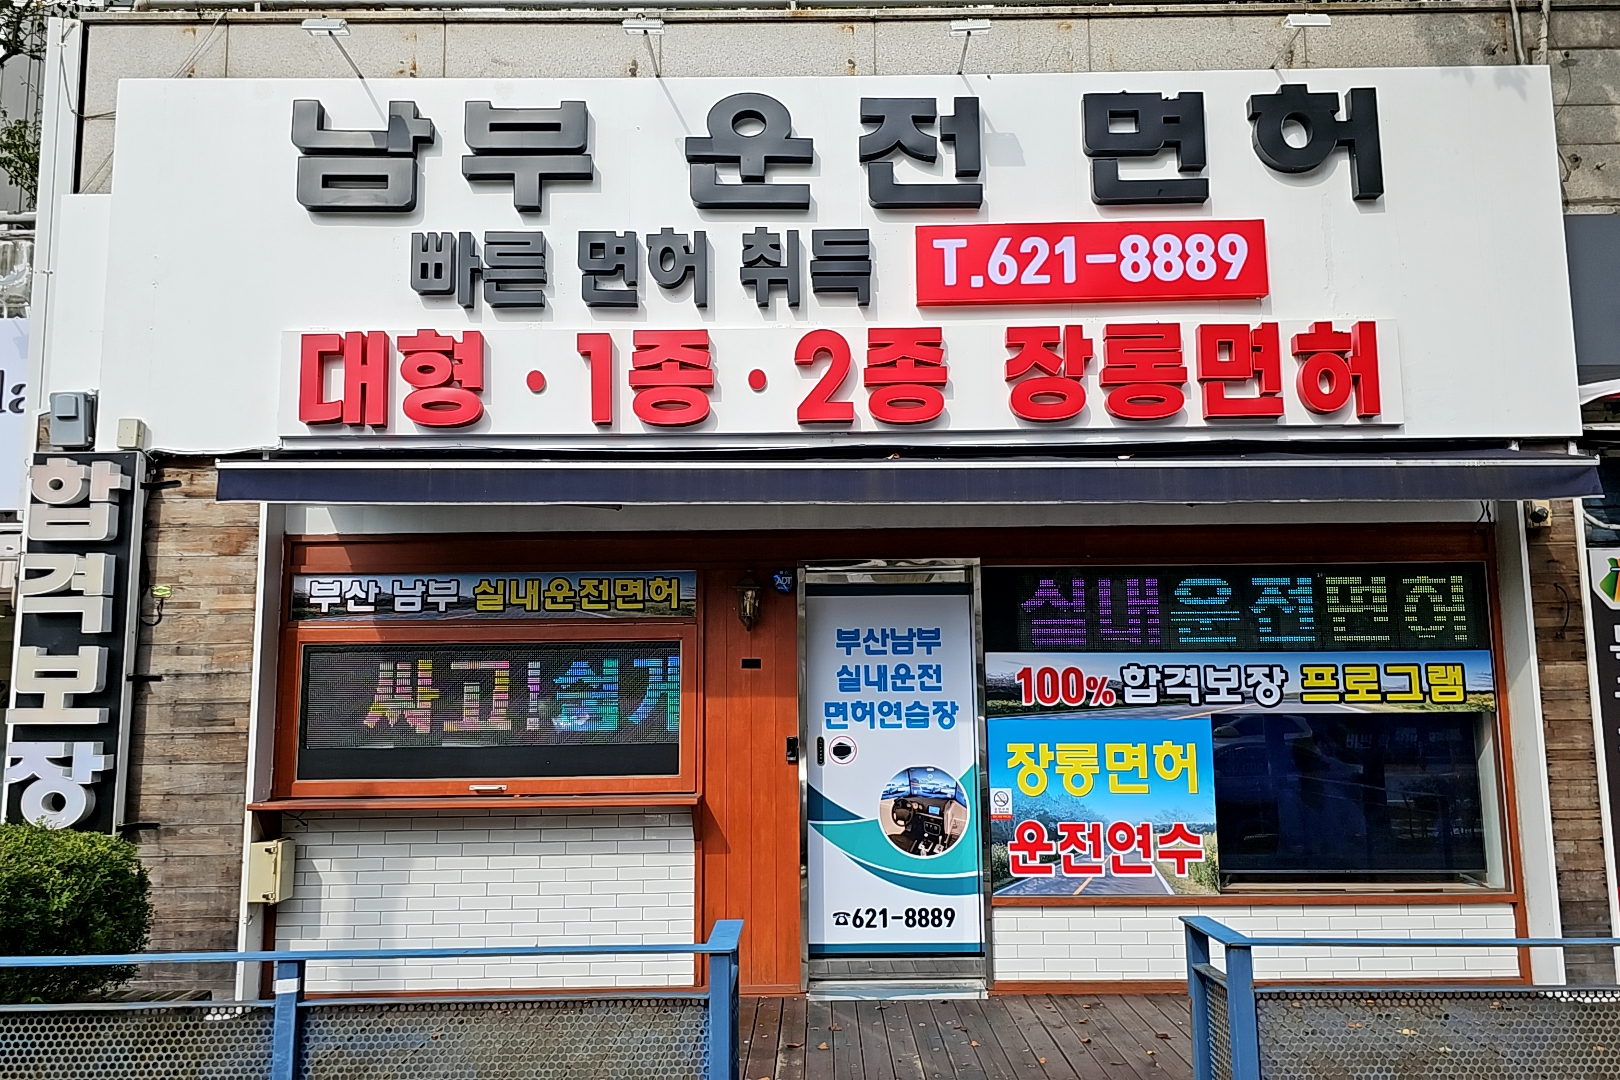 남부 운전 면허
빠른 면허 취득 T.621-8889
대형·1종·2종 장롱면허
합격보장
부산 남부 실내운전면허
싸고!쉽게
부산남부
실내운전
면허연습장
☎621-8889
실내운전면허
100% 합격보장 프로그램
장롱면허
운전연수
ADT